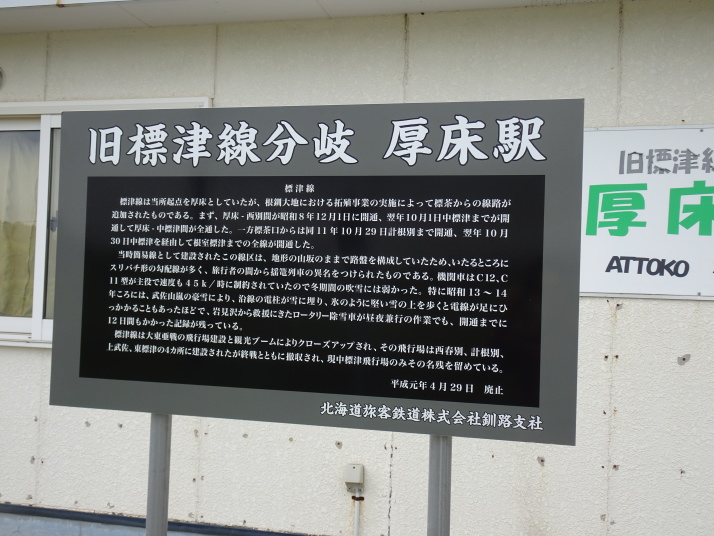 旧標津線分岐 厚床駅
標津線
標津線は当所起点を厚床としていたが、根釧大地における拓殖事業の実施によって標茶からの線路が
追加されたものである。まず、厚床-西別間が昭和8年12月1日に開通、翌年10月1日中標津までが開
通して厚床-中標津間が全通した。一方標茶口からは同11年10月29日計根別まで開通、翌年10月
30日中標津を経由して根室標津までの全線が開通した。
当時簡易線として建設されたこの線区は、地形の山坂のままで路盤を構成していたため、いたるところに
スリバチ形の勾配線が多く、旅行者の間から揺篭列車の異名をつけられたものである。機関車はC12、C
11型が主役で速度も45k/時に制約されていたので冬期間の吹雪には弱かった。特に昭和13~14
年ころには、武佐山嵐の豪雪により、沿線の電柱が雪に埋り、氷のように堅い雪の上を歩くと電線が足にひ
っかかることもあったほどで、岩見沢から救援にきたロータリー除雪車が昼夜兼行の作業でも、開通までに
12日間もかかった記録が残っている。
標津線は大東亜戦の飛行場建設と観光ブームによりクローズアップされ、その飛行場は西春別、計根別、
上武佐、東標津の4カ所に建設されたが終戦とともに撤収され、現中標津飛行場のみその名残を留めている。
平成元年4月29日 廃止
北海道旅客鉄道株式会社釧路支社
旧標津線
厚床
ATTOKO